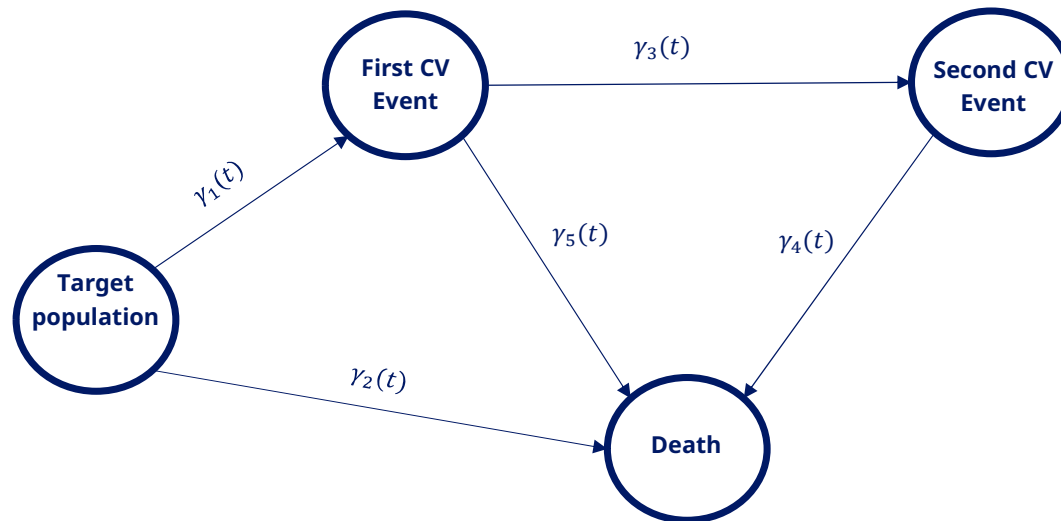 First CV
Event
γ₃(t)
Second CV
Event
γ₁(t)
γ₅(t)
γ₄(t)
Target
population
γ₂(t)
Death